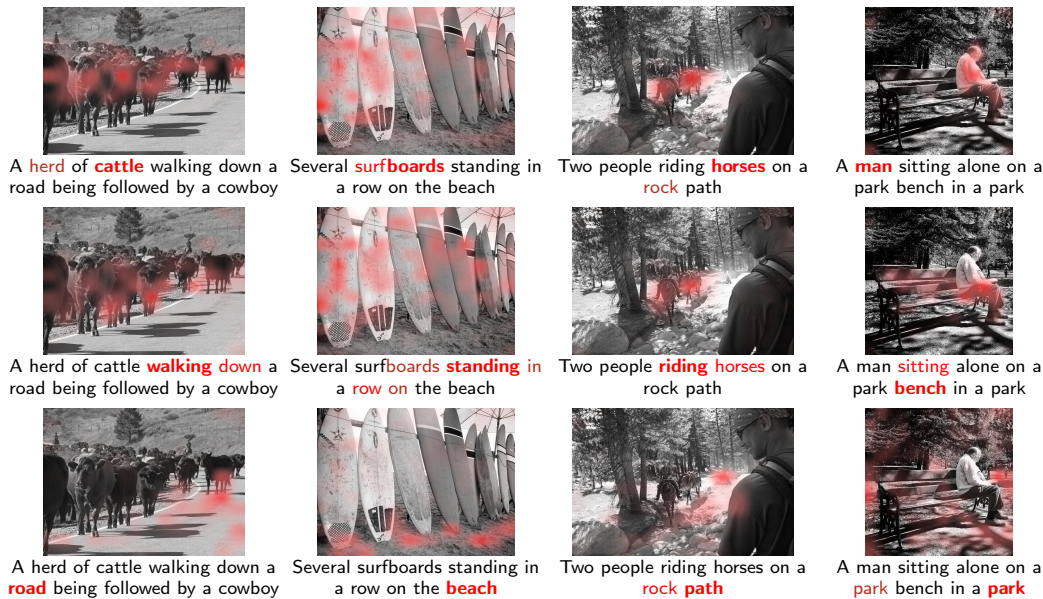 A herd of cattle walking down a
road being followed by a cowboy
Several surfboards standing in
a row on the beach
Two people riding horses on a
rock path
A man sitting alone on a
park bench in a park
A herd of cattle walking down a
road being followed by a cowboy
Several surfboards standing in
a row on the beach
Two people riding horses on a
rock path
A man sitting alone on a
park bench in a park
A herd of cattle walking down a
road being followed by a cowboy
Several surfboards standing in
a row on the beach
Two people riding horses on a
rock path
A man sitting alone on a
park bench in a park